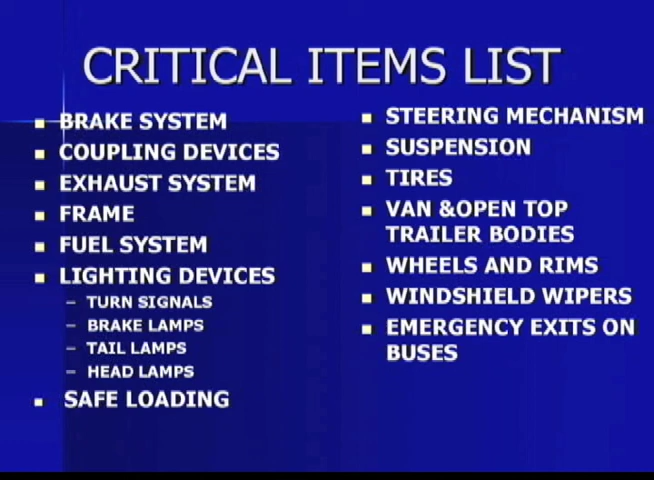 CRITICAL ITEMS LIST
BRAKE SYSTEM
COUPLING DEVICES
EXHAUST SYSTEM
FRAME
FUEL SYSTEM
LIGHTING DEVICES
– TURN SIGNALS
– BRAKE LAMPS
– TAIL LAMPS
– HEAD LAMPS
SAFE LOADING
STEERING MECHANISM
SUSPENSION
TIRES
VAN &OPEN TOP
TRAILER BODIES
WHEELS AND RIMS
WINDSHIELD WIPERS
EMERGENCY EXITS ON
BUSES